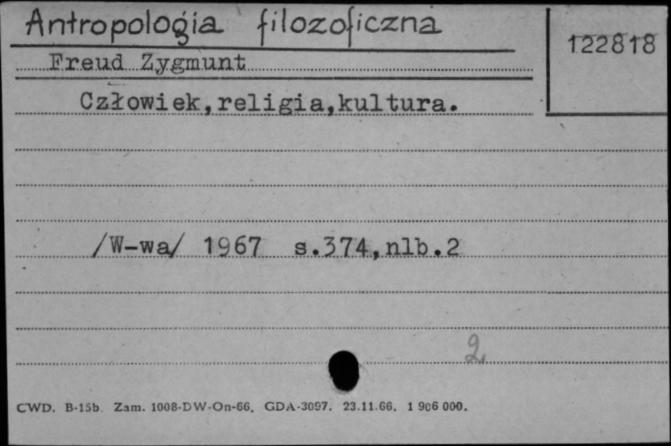 Antropologia filozoficzna
122818
Freud Zygmunt
Człowiek,religia,kultura.
/W-wa/ 1967 s.374,nlb.2
2
CWD. B-15b. Zam. 1008-DW-On-66. GDA-3097. 23.11.66. 1 906 000.